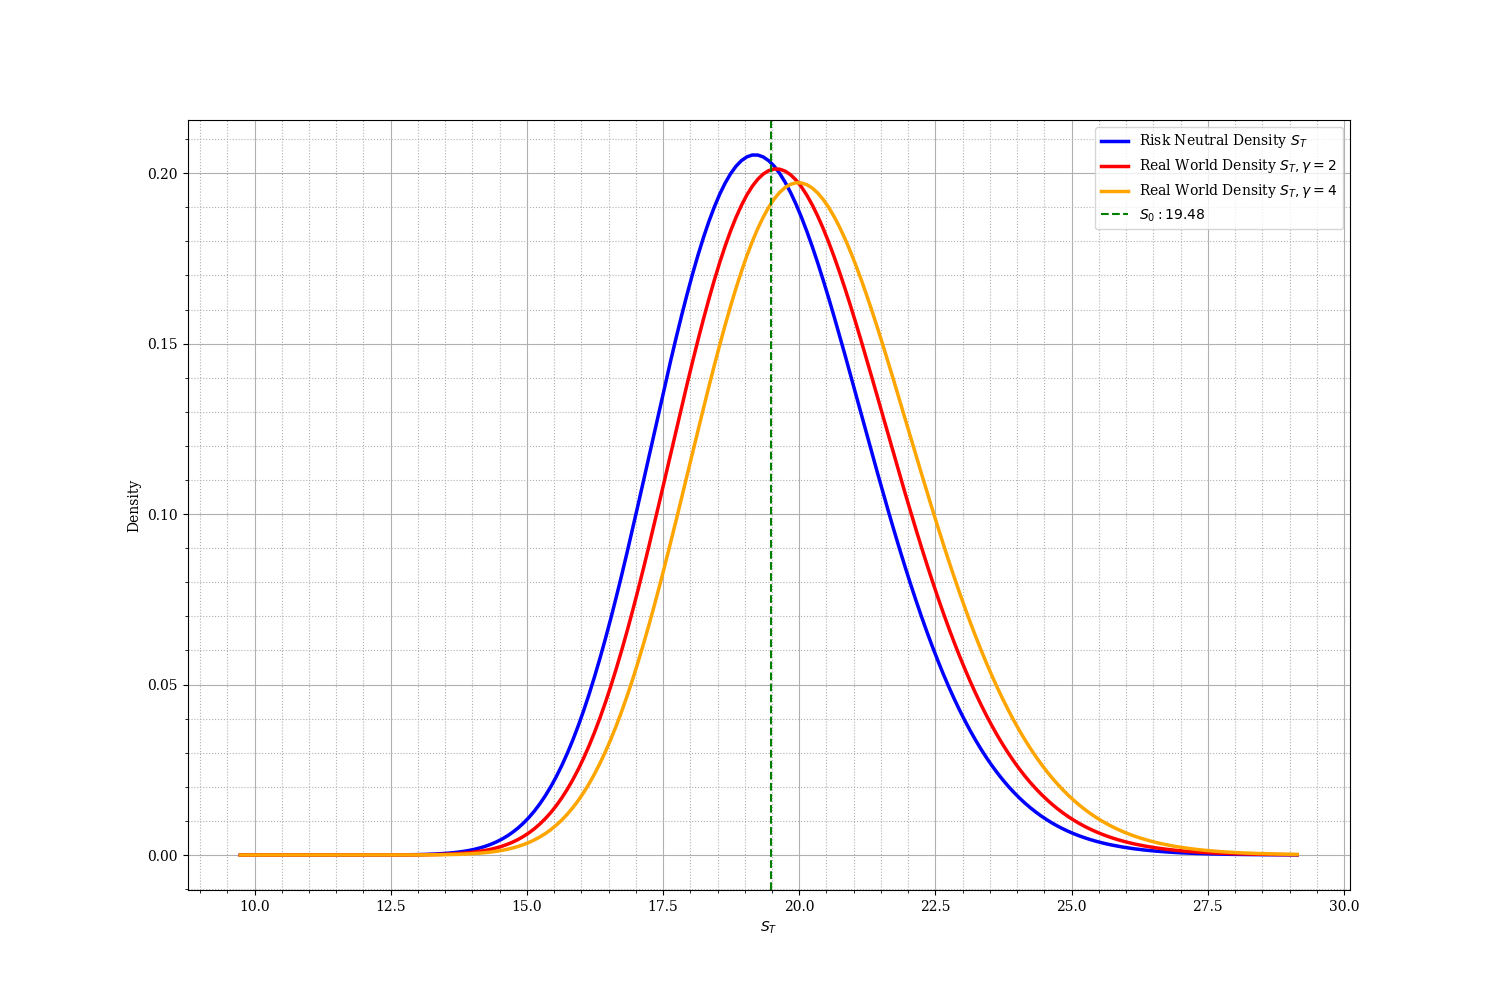 Risk Neutral Density $S_T$
Real World Density $S_T, \gamma = 2$
Real World Density $S_T, \gamma = 4$
$S_0 : 19.48$
0.20
0.15
0.10
0.05
0.00
Density
10.0 12.5 15.0 17.5 20.0 22.5 25.0 27.5 30.0
$S_T$